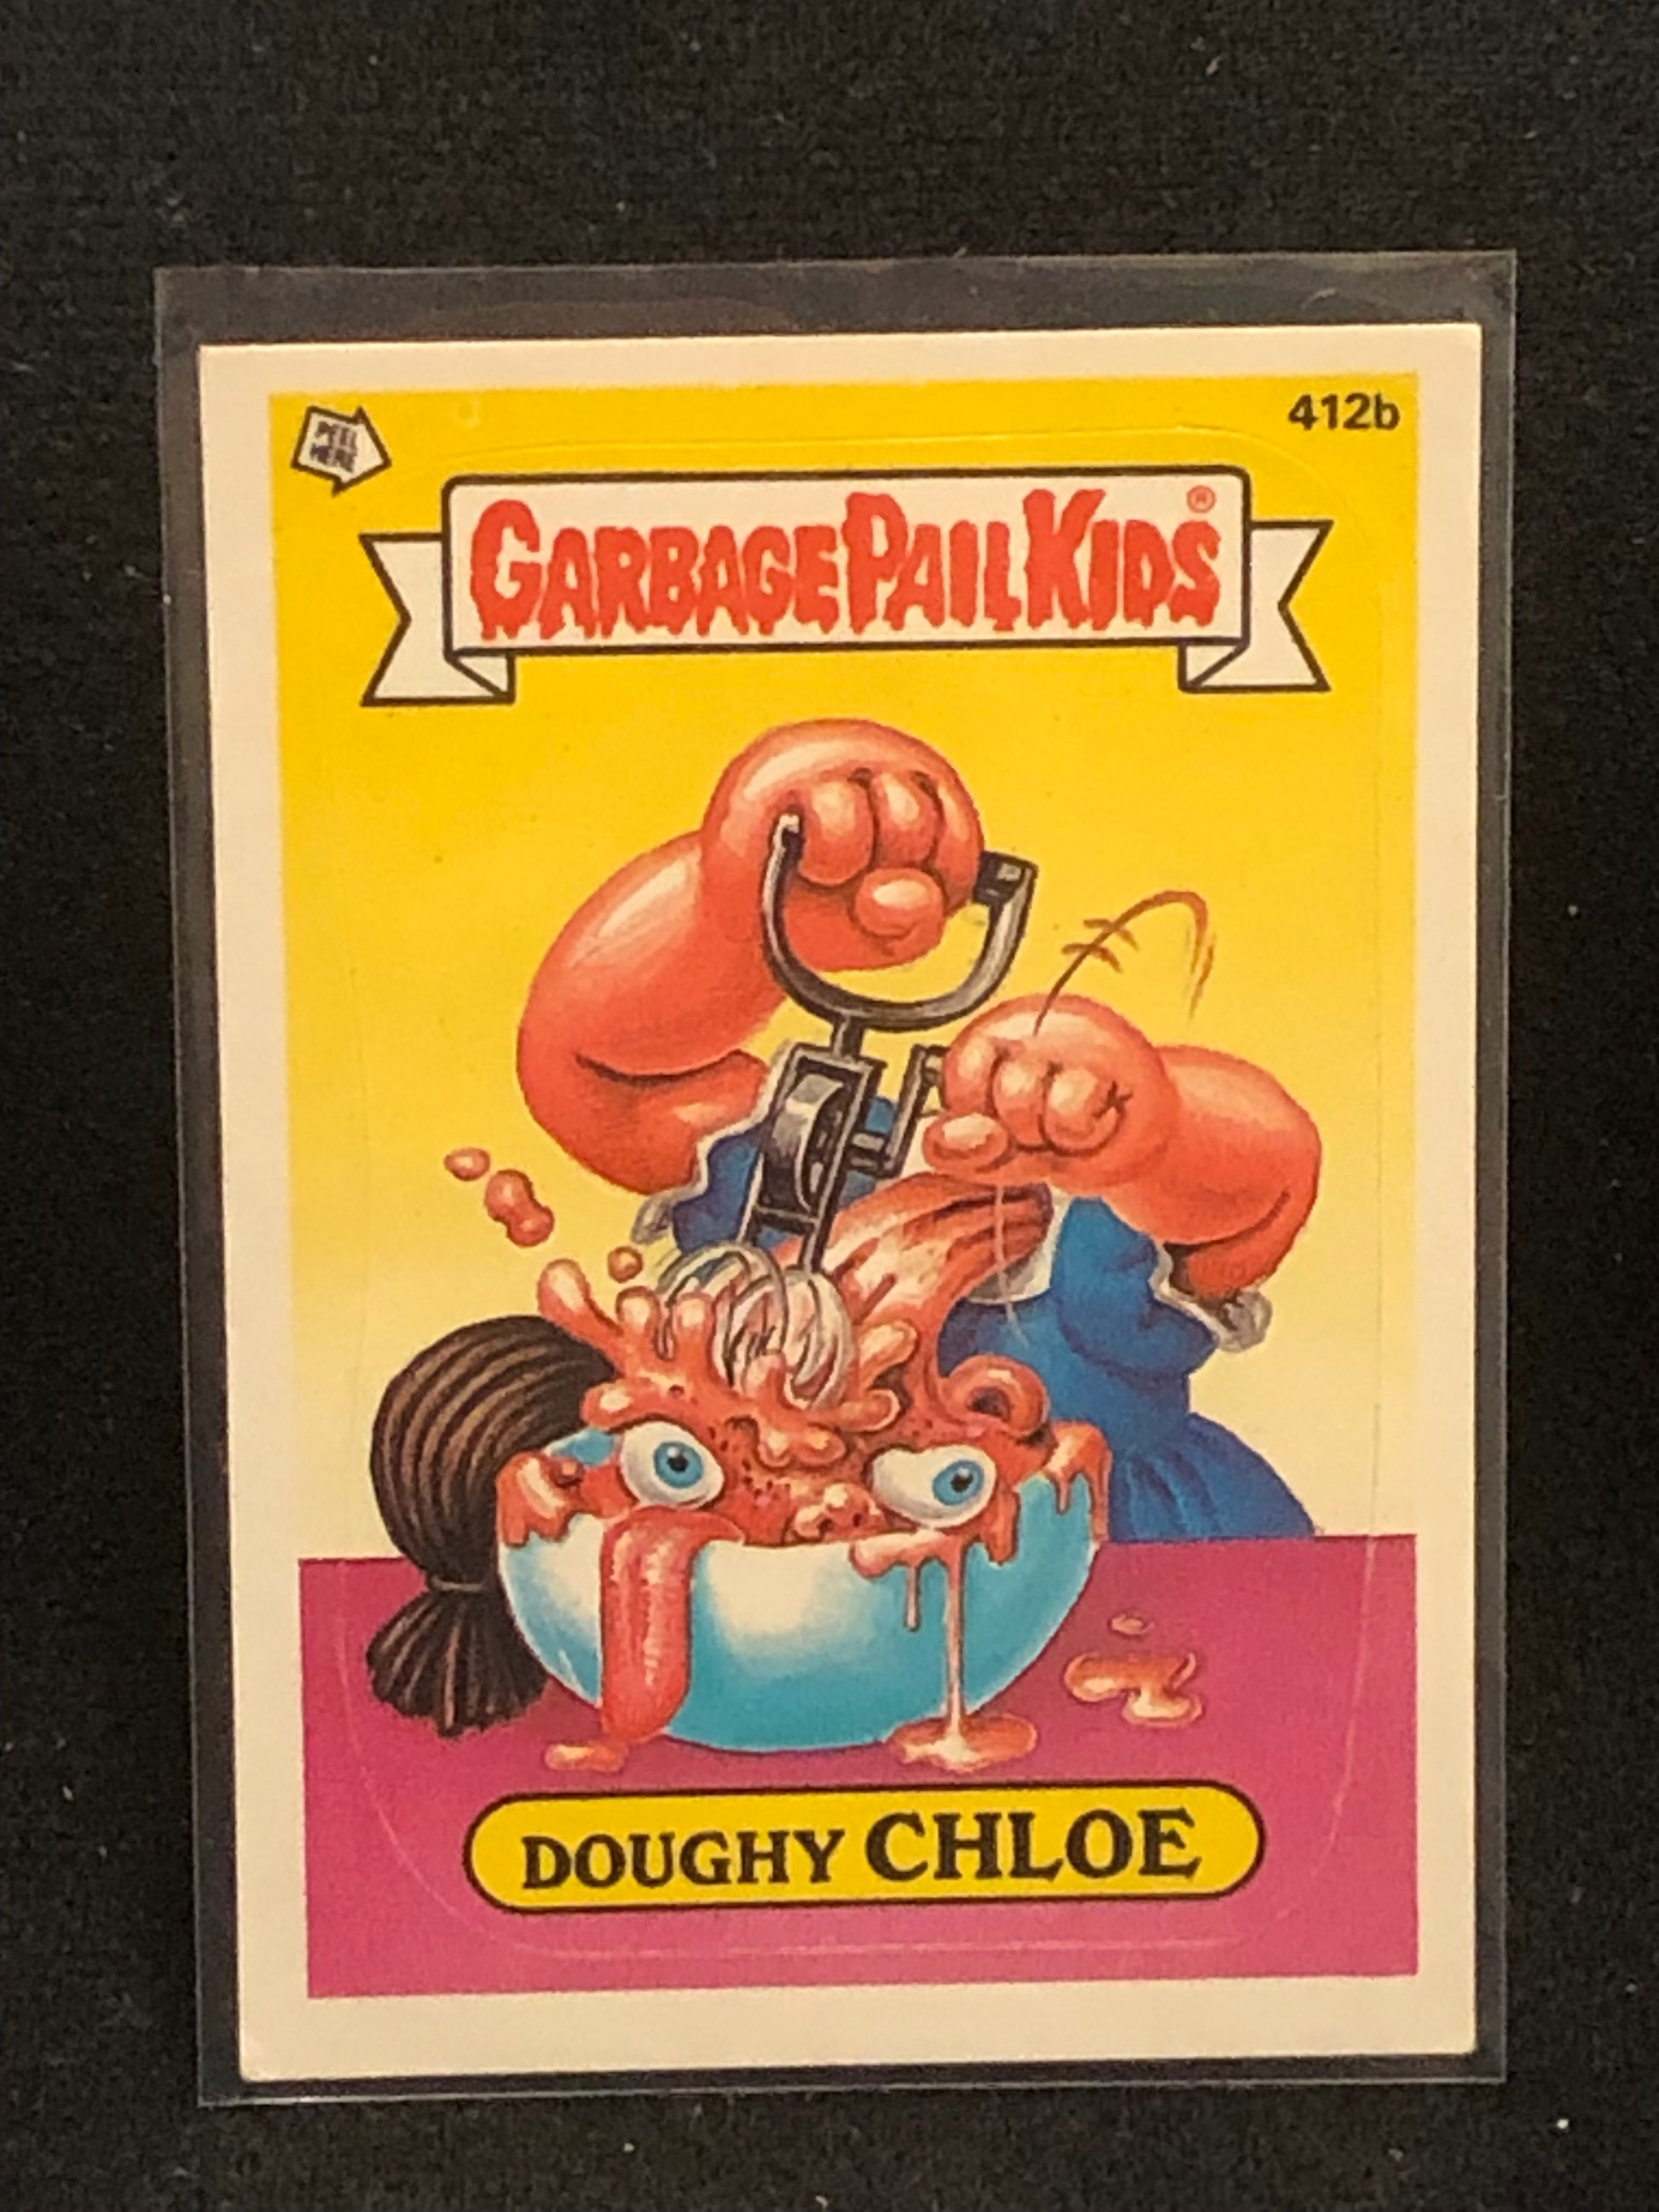 PEEL
HERE
412b
GARBAGE PAIL KIDS®
DOUGHY CHLOE